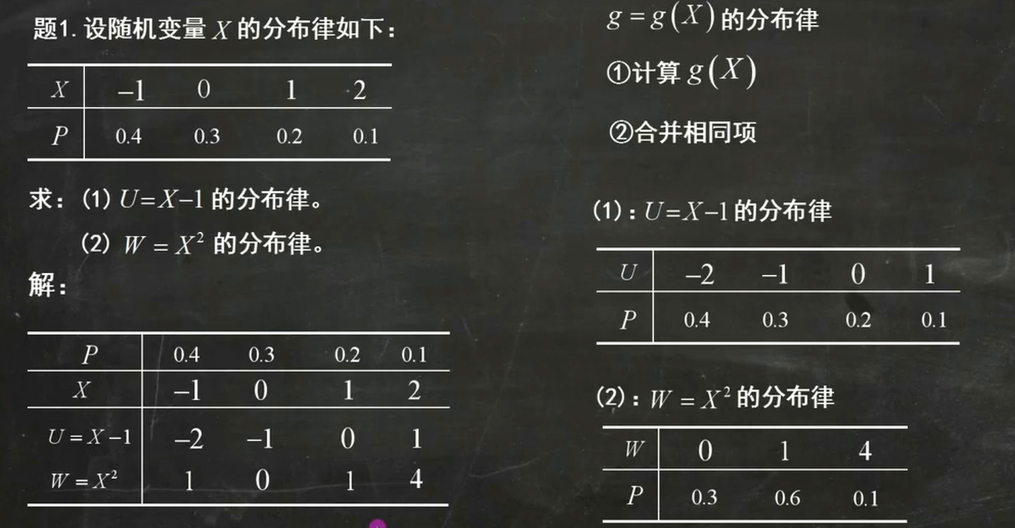 题1. 设随机变量 X 的分布律如下：
X –1 0 1 2
P 0.4 0.3 0.2 0.1
求：(1) U=X–1 的分布律。
(2) W = X² 的分布律。
解：
P 0.4 0.3 0.2 0.1
X –1 0 1 2
U = X –1 –2 –1 0 1
W = X² 1 0 1 4
g = g(X) 的分布律
①计算 g(X)
②合并相同项
(1)：U=X–1 的分布律
U –2 –1 0 1
P 0.4 0.3 0.2 0.1
(2)：W = X² 的分布律
W 0 1 4
P 0.3 0.6 0.1